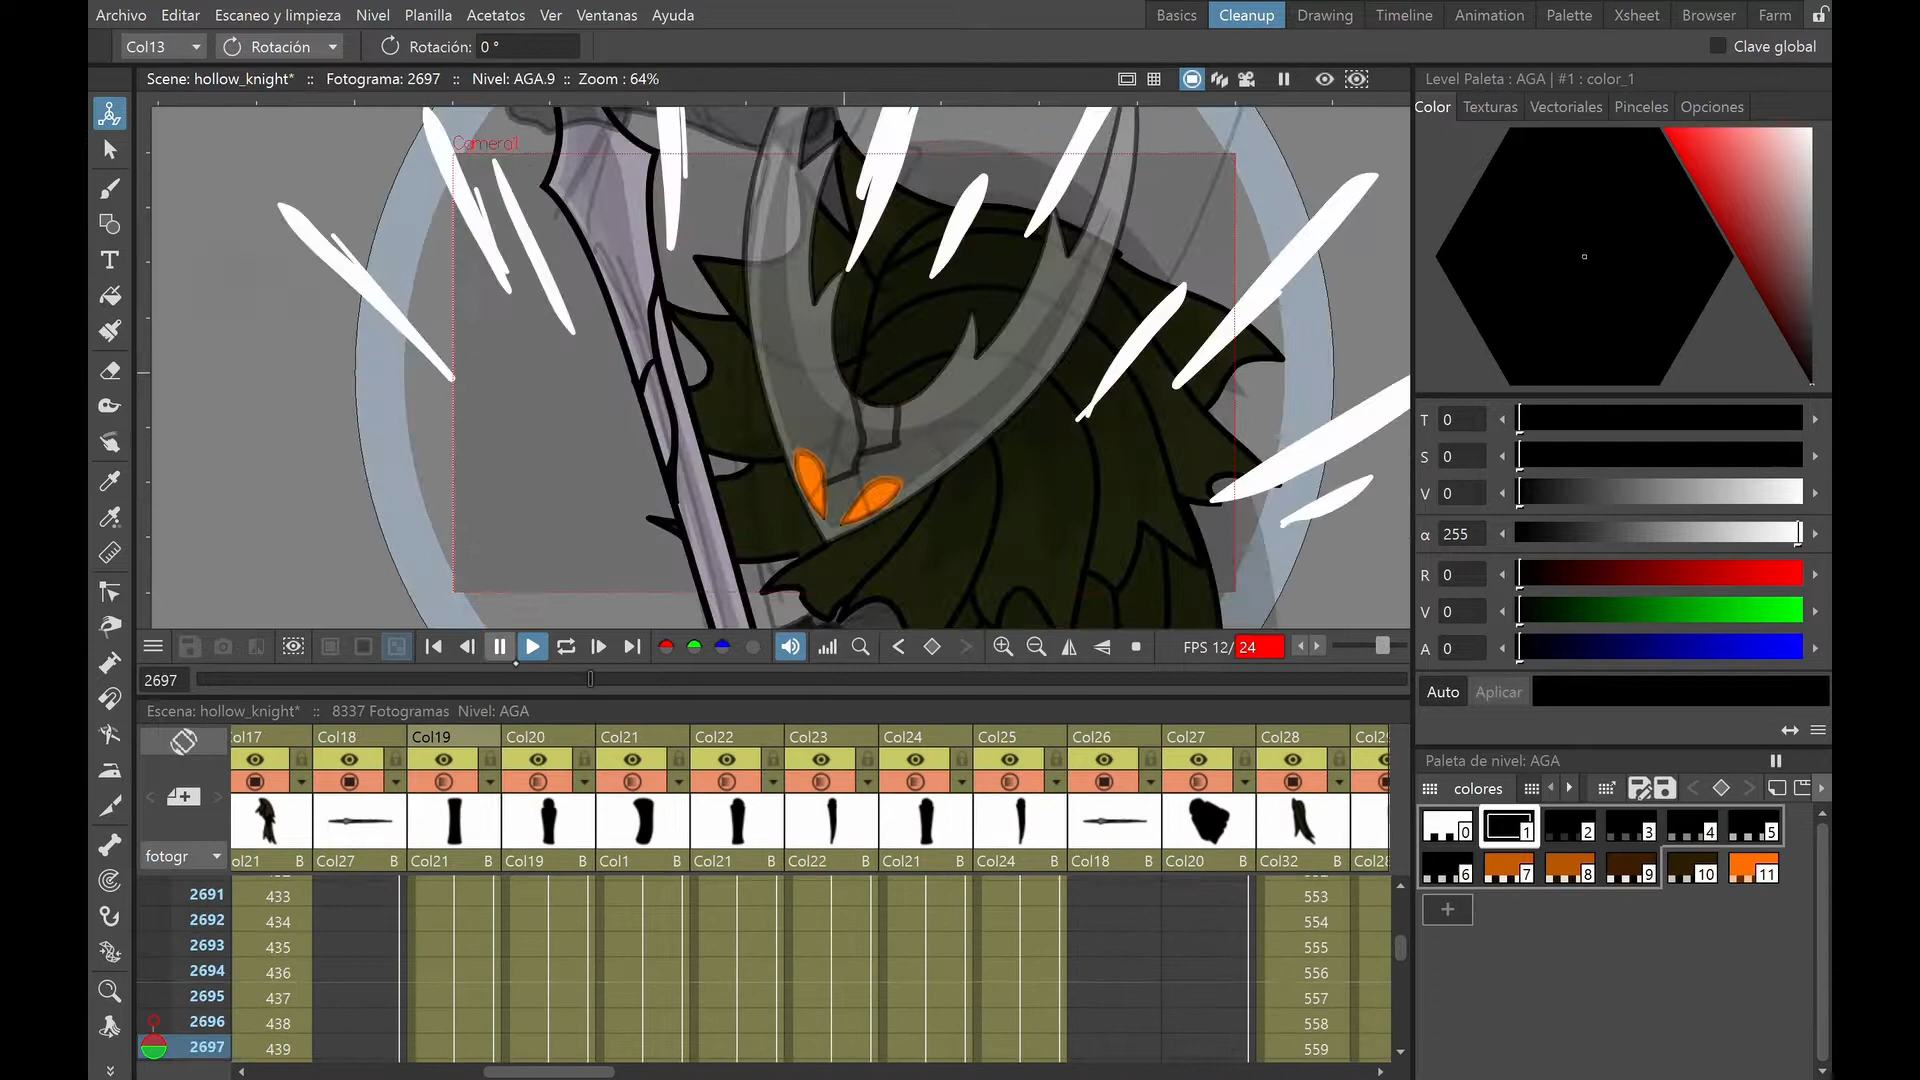 Archivo Editar Escaneo y limpieza Nivel Planilla Acetatos Ver Ventanas Ayuda Basics Cleanup Drawing Timeline Animation Palette Xsheet Browser Farm
Col13 Rotación Rotación: 0 ° Clave global
Scene: hollow_knight* :: Fotograma: 2697 :: Nivel: AGA.9 :: Zoom : 64%
Level Paleta : AGA | #1 : color_1
Color Texturas Vectoriales Pinceles Opciones
Camera1
T 0
S 0
V 0
α 255
R 0
V 0
A 0
FPS 12/ 24
2697
Auto Aplicar
Escena: hollow_knight* :: 8337 Fotogramas Nivel: AGA
ol17 Col18 Col19 Col20 Col21 Col22 Col23 Col24 Col25 Col26 Col27 Col28 Col29
Paleta de nivel: AGA
colores
0 1 2 3 4 5
6 7 8 9 10 11
fotogr
ol21 B Col27 B Col21 B Col19 B Col1 B Col21 B Col22 B Col21 B Col24 B Col18 B Col20 B Col32 B Col28
2691 433 553
2692 434 554
2693 435 555
2694 436 556
2695 437 557
2696 438 558
2697 439 559